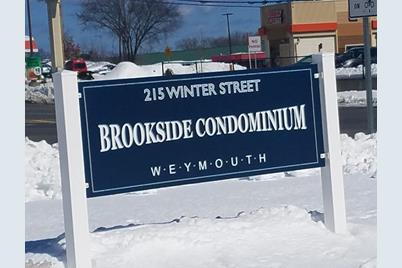 215 WINTER STREET
BROOKSIDE CONDOMINIUM
W·E·Y·M·O·U·T·H